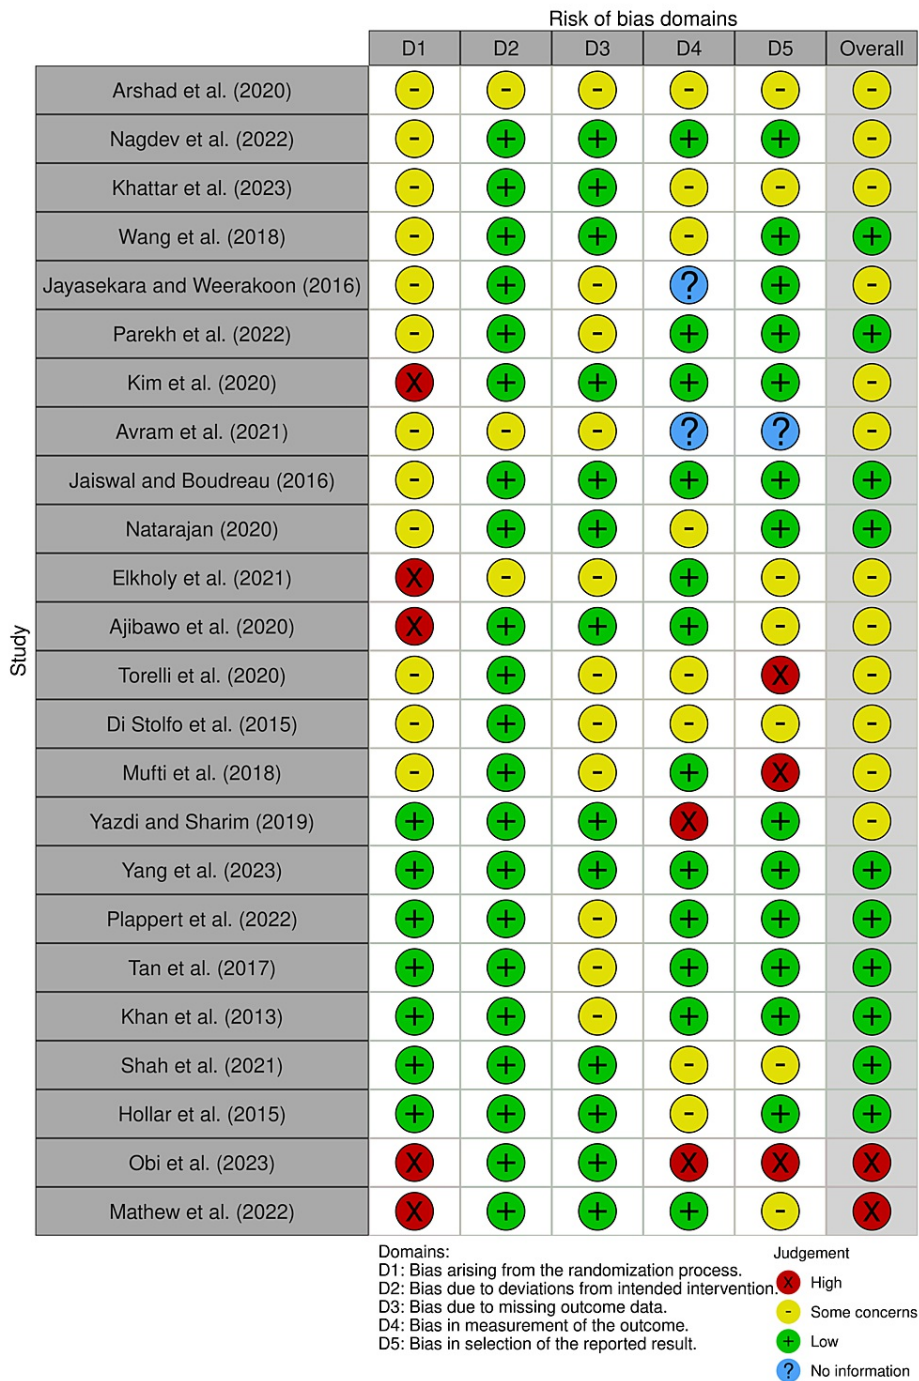 Risk of bias domains
D1 D2 D3 D4 D5 Overall
Study
Arshad et al. (2020) - - - - - -
Nagdev et al. (2022) - + + + + -
Khattar et al. (2023) - + + - - -
Wang et al. (2018) - + + - + +
Jayasekara and Weerakoon (2016) - + - ? + -
Parekh et al. (2022) - + - + + +
Kim et al. (2020) X + + + + -
Avram et al. (2021) - - - ? ? -
Jaiswal and Boudreau (2016) - + + + + +
Natarajan (2020) - + + - + +
Elkholy et al. (2021) X - - + - -
Ajibawo et al. (2020) X + + + - -
Torelli et al. (2020) - + - - X -
Di Stolfo et al. (2015) - + - - - -
Mufti et al. (2018) - + - + X -
Yazdi and Sharim (2019) + + + X + -
Yang et al. (2023) + + + + + +
Plappert et al. (2022) + + - + + +
Tan et al. (2017) + + - + + +
Khan et al. (2013) + + - + + +
Shah et al. (2021) + + + - - +
Hollar et al. (2015) + + + - + +
Obi et al. (2023) X + + X X X
Mathew et al. (2022) X + + + - X
Domains:
D1: Bias arising from the randomization process.
D2: Bias due to deviations from intended intervention.
D3: Bias due to missing outcome data.
D4: Bias in measurement of the outcome.
D5: Bias in selection of the reported result.
Judgement
X High
- Some concerns
+ Low
? No information